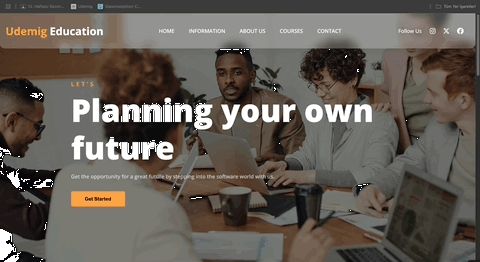 Udemig Education
HOME INFORMATION ABOUT US COURSES CONTACT
Follow Us
LET'S
Planning your own
future
Get the opportunity for a great future by stepping into the software world with us.
Get Started